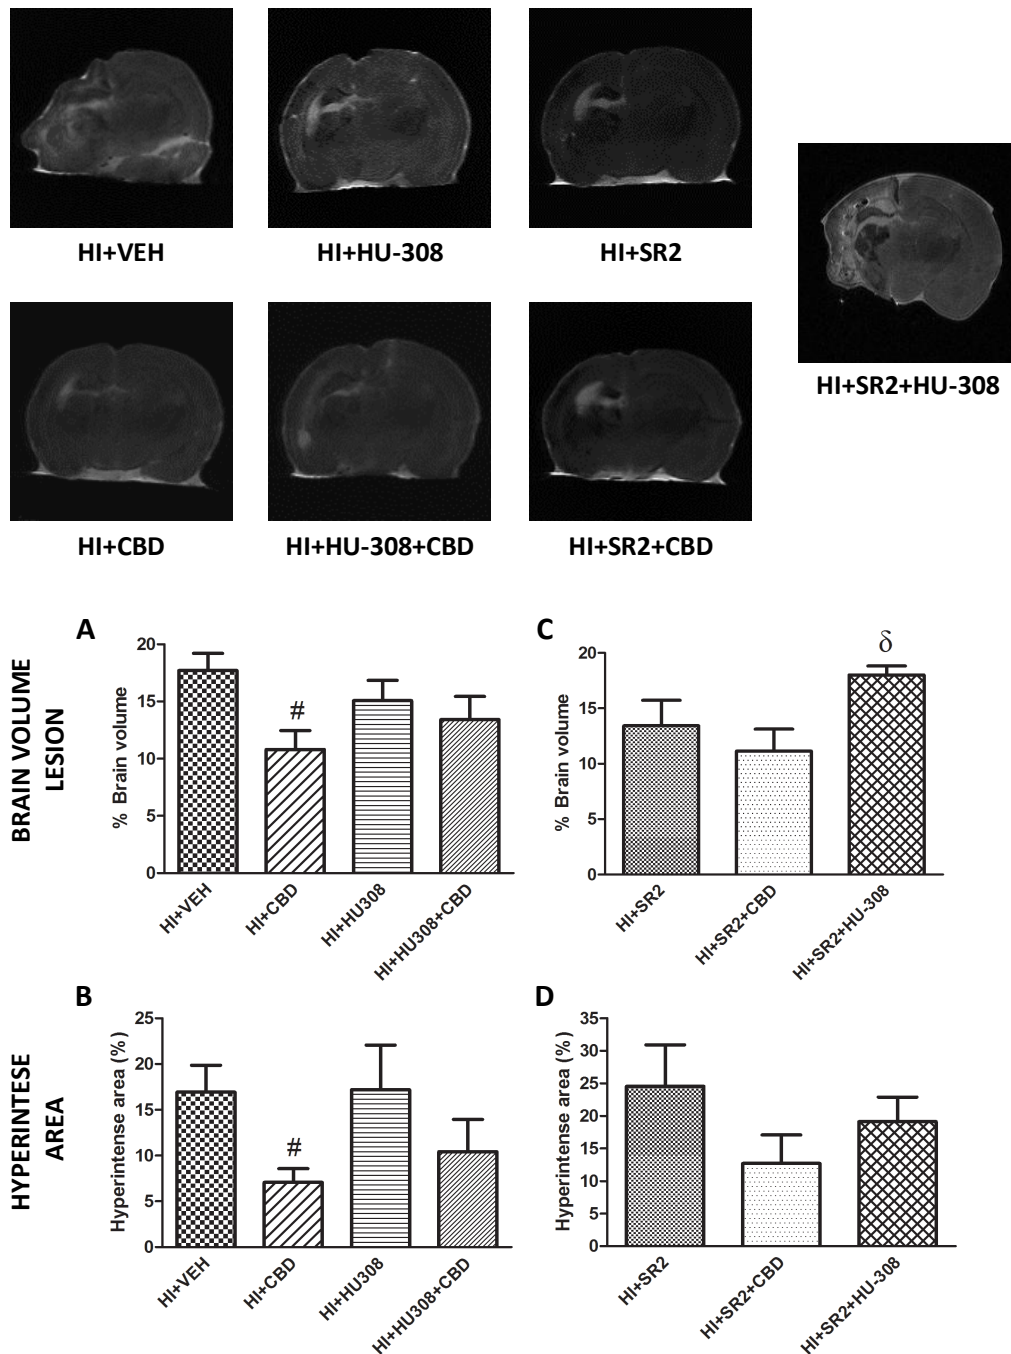 HI+VEH
HI+HU-308
HI+SR2
HI+SR2+HU-308
HI+CBD
HI+HU-308+CBD
HI+SR2+CBD
BRAIN VOLUME
LESION
A
% Brain volume
20
15
10
5
0
#
HI+VEH
HI+CBD
HI+HU308
HI+HU308+CBD
C
% Brain volume
20
15
10
5
0
δ
HI+SR2
HI+SR2+CBD
HI+SR2+HU-308
HYPERINTESE
AREA
B
Hyperintense area (%)
25
20
15
10
5
0
#
HI+VEH
HI+CBD
HI+HU308
HI+HU308+CBD
D
Hyperintense area (%)
35
30
25
20
15
10
5
0
HI+SR2
HI+SR2+CBD
HI+SR2+HU-308